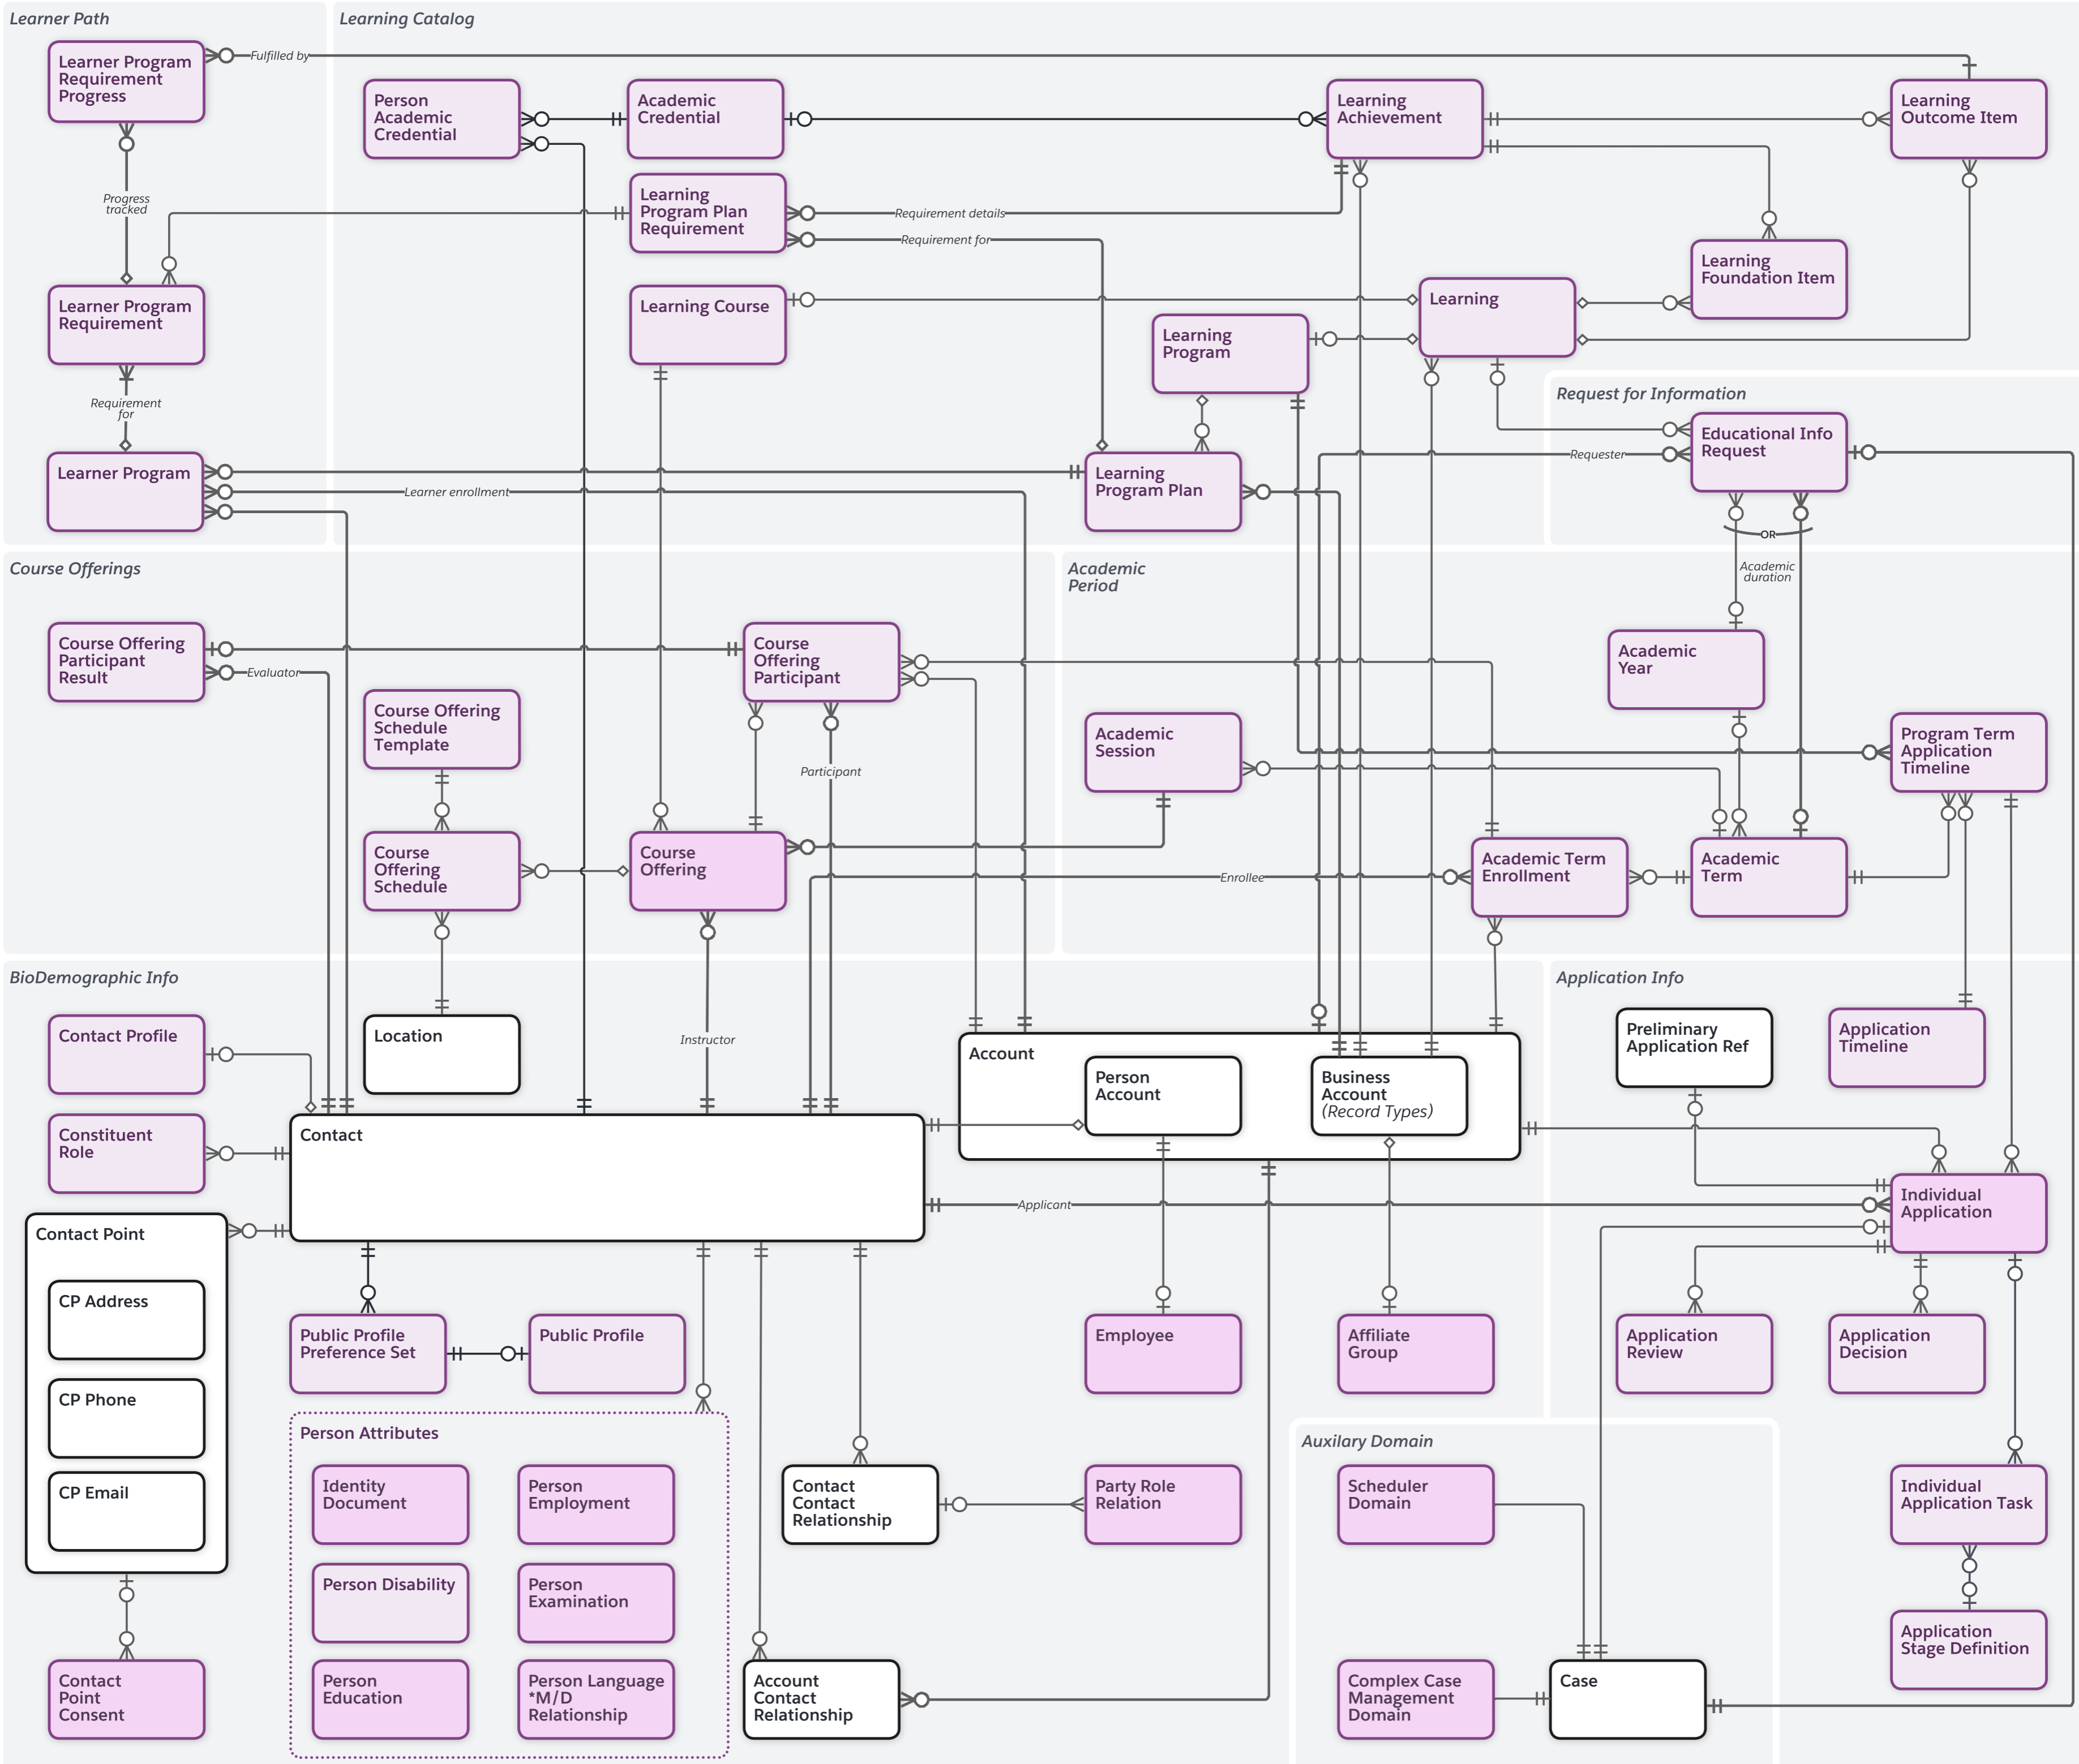 Learner Path
Learning Catalog
Learner Program
Requirement
Progress
Fulfilled by
Person
Academic
Credential
Academic
Credential
Learning
Achievement
Learning
Outcome Item
Progress
tracked
Learning
Program Plan
Requirement
Requirement details
Requirement for
Learning
Foundation Item
Learner Program
Requirement
Learning Course
Learning
Program
Learning
Requirement
for
Request for Information
Educational Info
Request
Requester
Learner Program
Learner enrollment
Learning
Program Plan
OR
Academic
duration
Course Offerings
Academic
Period
Course Offering
Participant
Result
Evaluator
Course
Offering
Participant
Academic
Year
Course Offering
Schedule
Template
Participant
Academic
Session
Program Term
Application
Timeline
Course
Offering
Schedule
Course
Offering
Enrollee
Academic Term
Enrollment
Academic
Term
BioDemographic Info
Application Info
Contact Profile
Location
Instructor
Account
Person
Account
Business
Account
(Record Types)
Preliminary
Application Ref
Application
Timeline
Constituent
Role
Contact
Applicant
Individual
Application
Contact Point
CP Address
CP Phone
CP Email
Public Profile
Preference Set
Public Profile
Employee
Affiliate
Group
Application
Review
Application
Decision
Person Attributes
Identity
Document
Person
Employment
Person Disability
Person
Examination
Person
Education
Person Language
*M/D
Relationship
Contact
Contact
Relationship
Party Role
Relation
Auxilary Domain
Scheduler
Domain
Individual
Application Task
Application
Stage Definition
Contact
Point
Consent
Account
Contact
Relationship
Complex Case
Management
Domain
Case